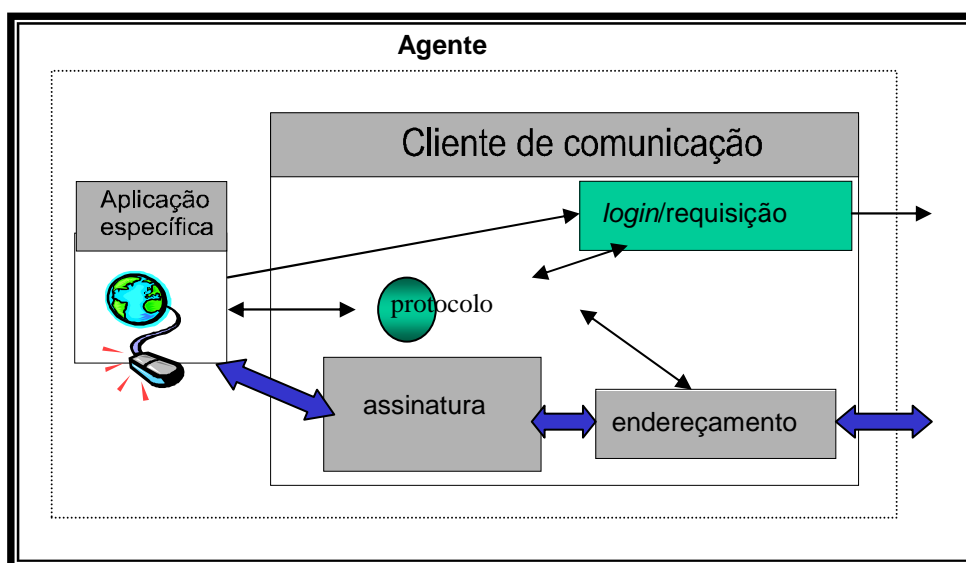 Agente
Cliente de comunicação
Aplicação
específica
login/requisição
protocolo
assinatura
endereçamento